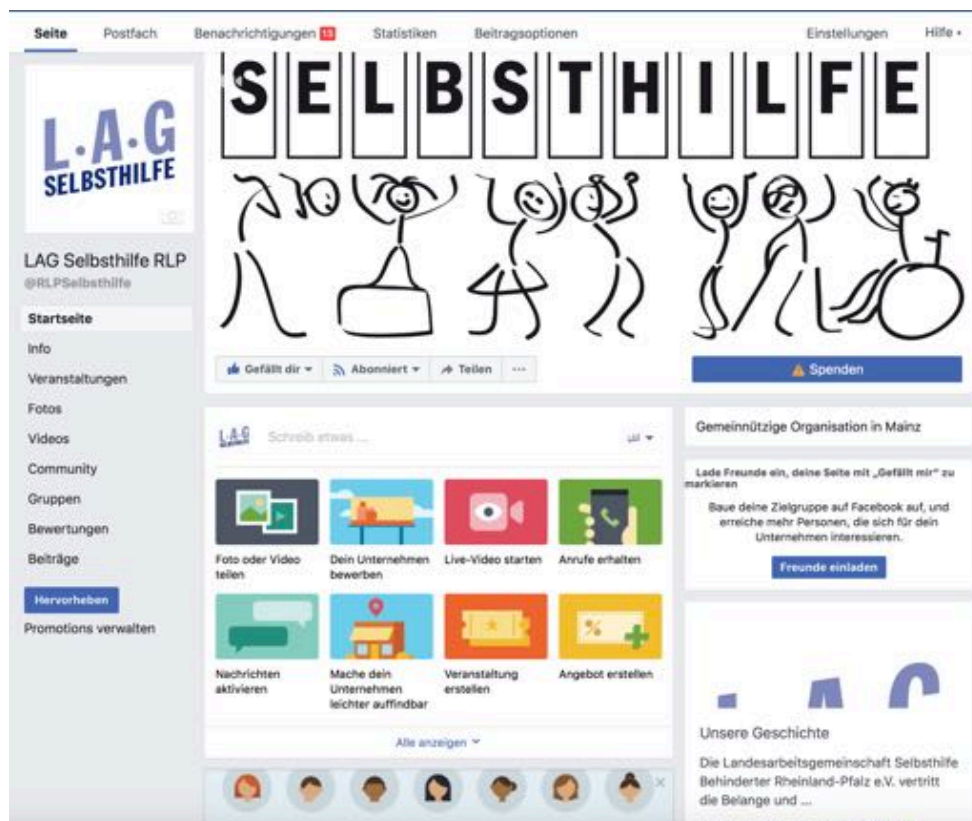 Seite Postfach Benachrichtigungen 13 Statistiken Beitragsoptionen Einstellungen Hilfe
SELBSTHILFE
L·A·G
SELBSTHILFE
LAG Selbsthilfe RLP
@RLPSelbsthilfe
Startseite
Info
Veranstaltungen
Fotos
Videos
Community
Gruppen
Bewertungen
Beiträge
Hervorheben
Promotions verwalten
Gefällt dir Abonniert Teilen ...
Spenden
L·A·G
Schreib etwas ...
Foto oder Video
teilen
Dein Unternehmen
bewerben
Live-Video starten
Anrufe erhalten
Nachrichten
aktivieren
Mache dein
Unternehmen
leichter auffindbar
Veranstaltung
erstellen
Angebot erstellen
Alle anzeigen
Gemeinnützige Organisation in Mainz
Lade Freunde ein, deine Seite mit „Gefällt mir" zu
markieren
Baue deine Zielgruppe auf Facebook auf, und
erreiche mehr Personen, die sich für dein
Unternehmen interessieren.
Freunde einladen
Unsere Geschichte
Die Landesarbeitsgemeinschaft Selbsthilfe
Behinderter Rheinland-Pfalz e.V. vertritt
die Belange und ...